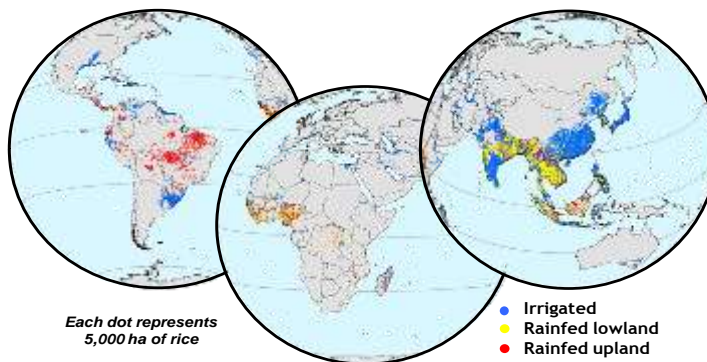 Each dot represents
5,000 ha of rice
Irrigated
Rainfed lowland
Rainfed upland